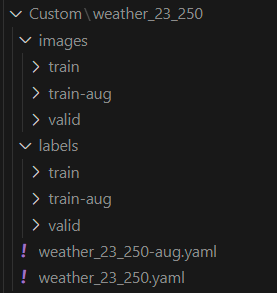 Custom\weather_23_250
images
train
train-aug
valid
labels
train
train-aug
valid
! weather_23_250-aug.yaml
! weather_23_250.yaml